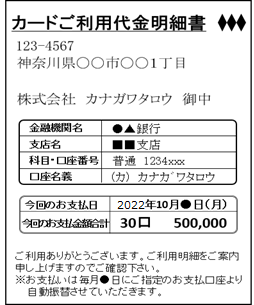 カードご利用代金明細書
123-4567
神奈川県〇〇市〇〇1丁目
株式会社 カナガワタロウ 御中
金融機関名 ●▲銀行
支店名 ■■支店
科目・口座番号 普通 1234xxx
口座名義 (カ) カナガﾞワタロウ
今回のお支払日 2022年10月●日(月)
今回のお支払金額合計 30口 500,000
ご利用ありがとうございます。ご利用明細をご案内
申し上げますのでご確認下さい。
※お支払いは毎月●日にご指定のお支払口座より
自動振替させていただきます。